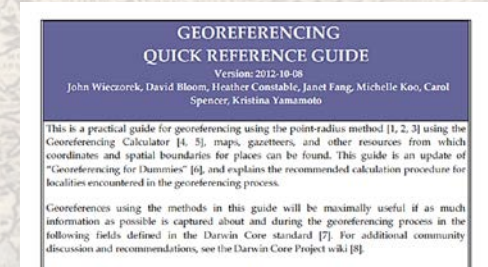 GEOREFERENCING
QUICK REFERENCE GUIDE
Version: 2012-10-08
John Wieczorek, David Bloom, Heather Constable, Janet Fang, Michelle Koo, Carol
Spencer, Kristina Yamamoto
This is a practical guide for georeferencing using the point-radius method [1, 2, 3] using the
Georeferencing Calculator [4, 5], maps, gazetteers, and other resources from which
coordinates and spatial boundaries for places can be found. This guide is an update of
"Georeferencing for Dummies" [6], and explains the recommended calculation procedure for
localities encountered in the georeferencing process.
Georeferences using the methods in this guide will be maximally useful if as much
information as possible is captured about and during the georeferencing process in the
following fields defined in the Darwin Core standard [7]. For additional community
discussion and recommendations, see the Darwin Core Project wiki [8].